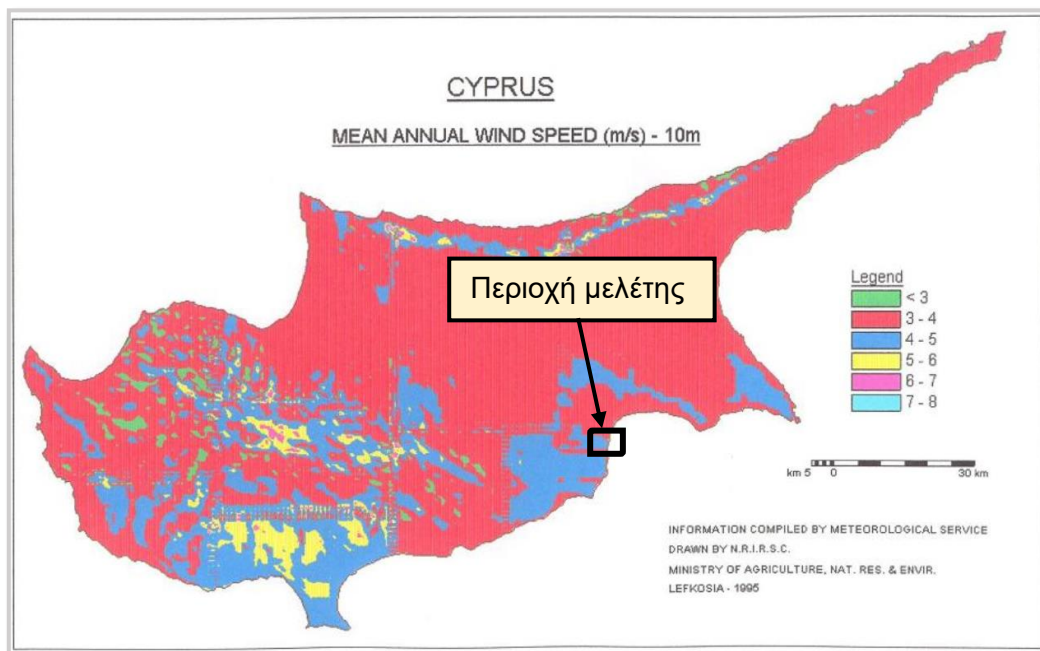 CYPRUS
MEAN ANNUAL WIND SPEED (m/s) - 10m
Περιοχή μελέτης
Legend
< 3
3 - 4
4 - 5
5 - 6
6 - 7
7 - 8
km 5 0 30 km
INFORMATION COMPILED BY METEOROLOGICAL SERVICE
DRAWN BY N.R.I.R.S.C.
MINISTRY OF AGRICULTURE, NAT. RES. & ENVIR.
LEFKOSIA - 1995